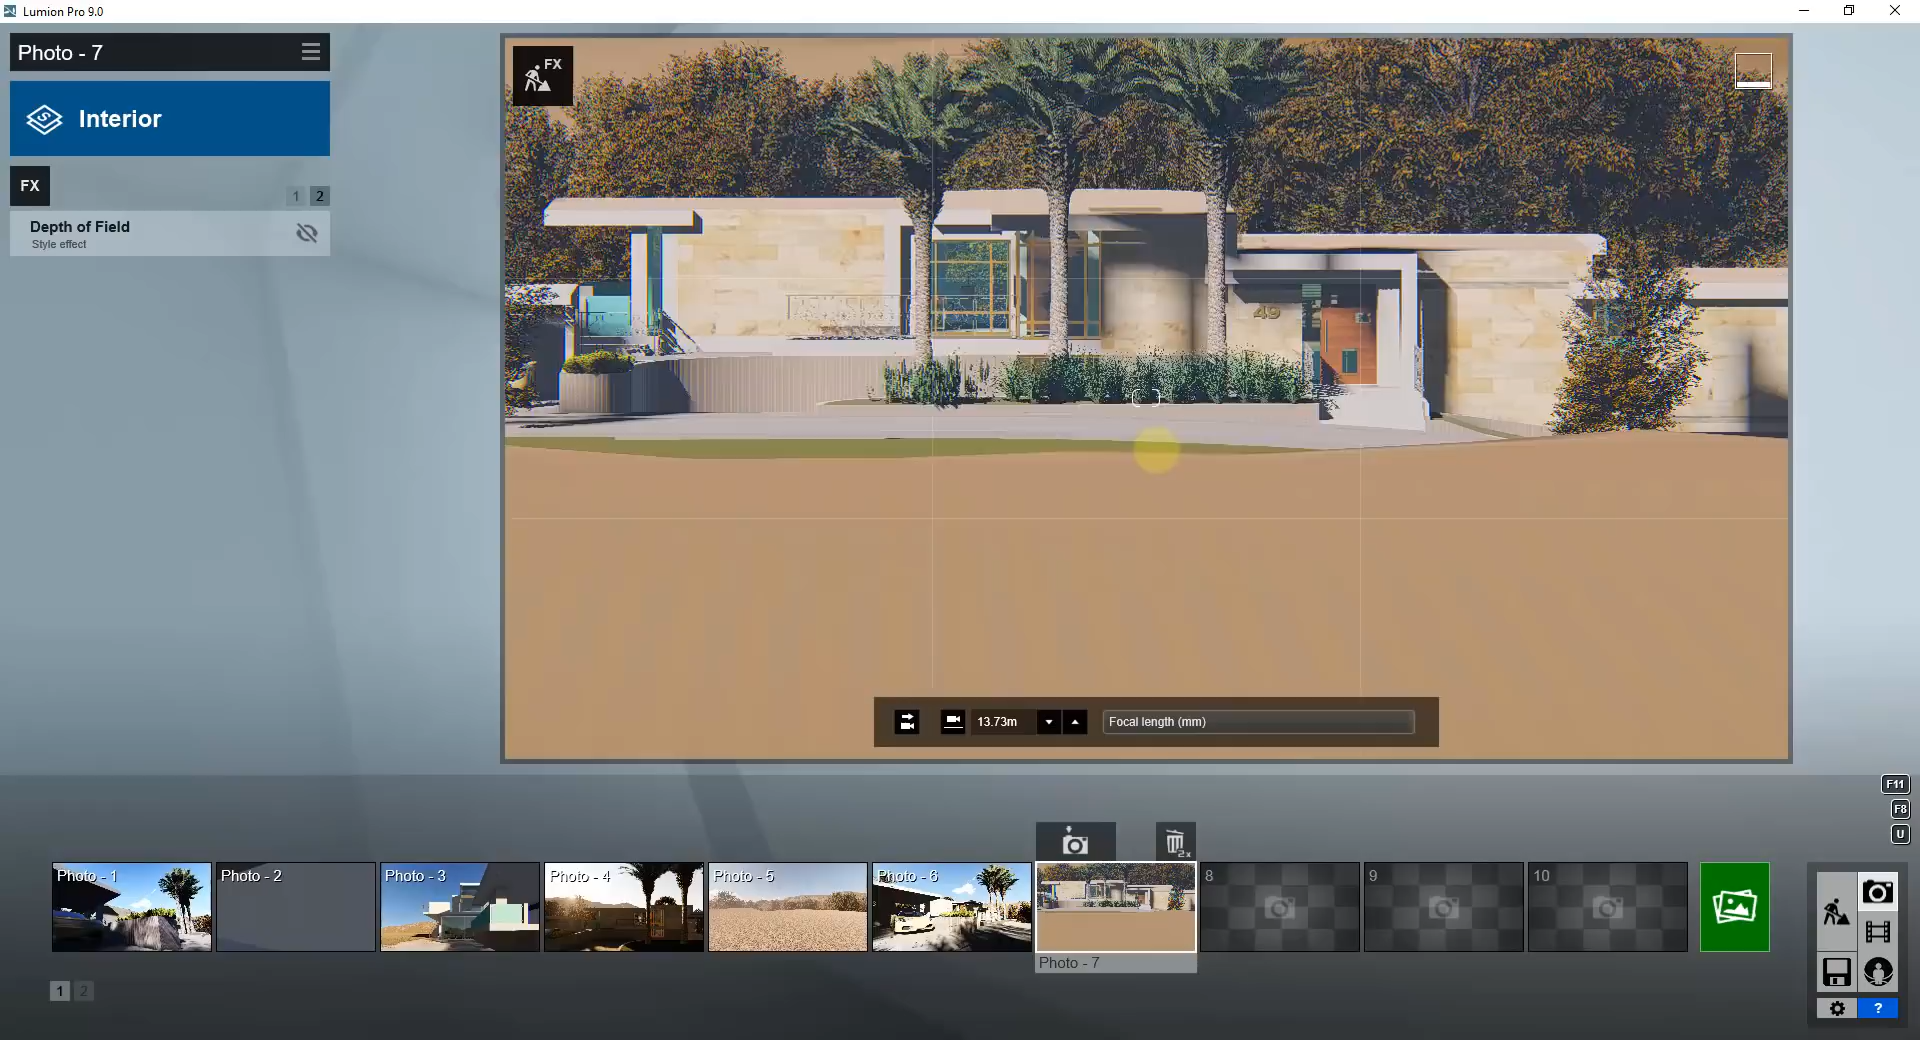 Lumion Pro 9.0
Photo - 7
Interior
FX
1 2
Depth of Field
Style effect
FX
49
13.73m
Focal length (mm)
F11
F8
U
2x
Photo - 1
Photo - 2
Photo - 3
Photo - 4
Photo - 5
Photo - 6
8
9
10
Photo - 7
1 2
?